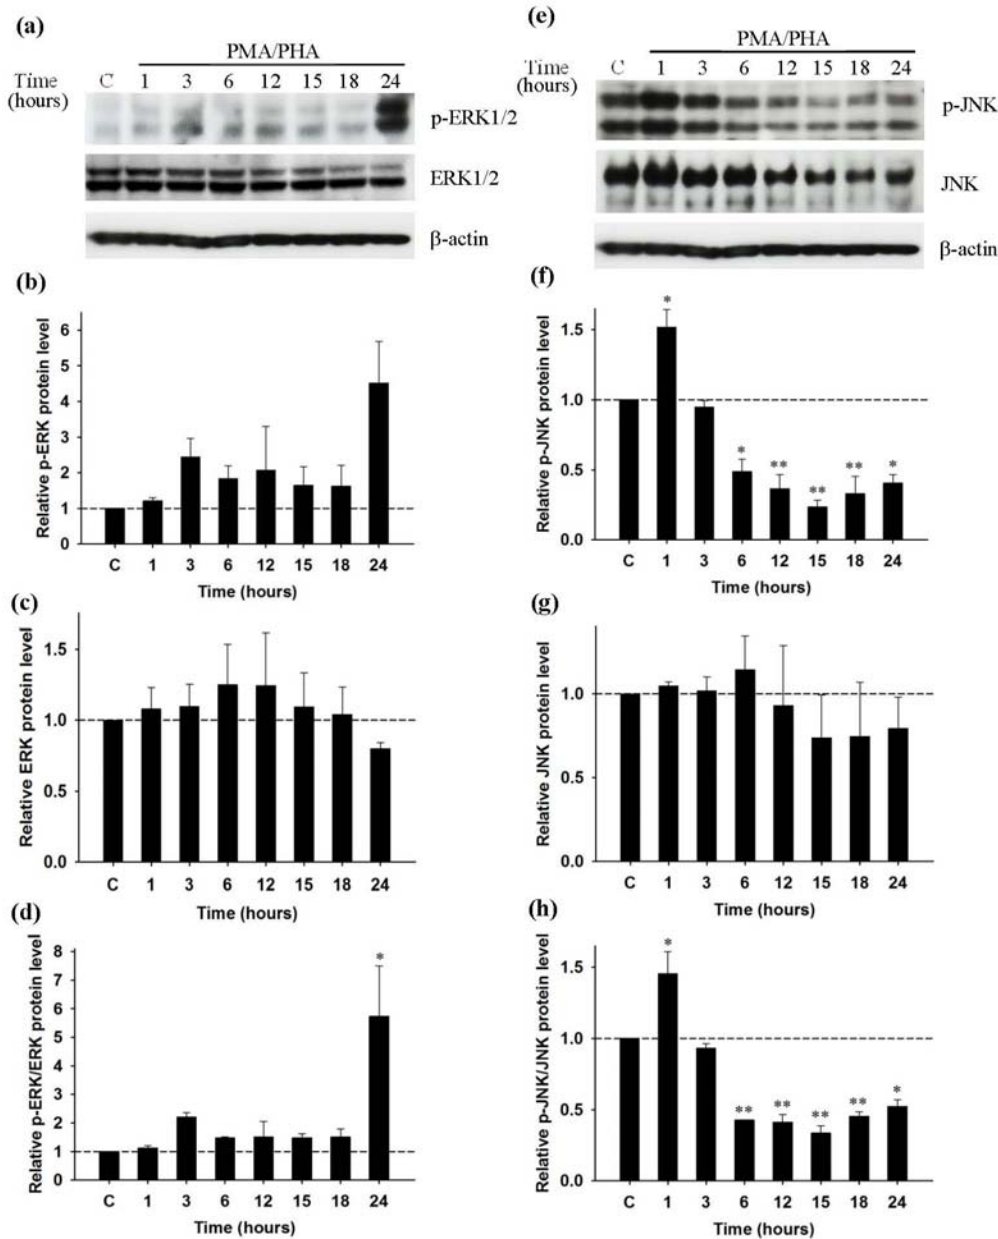 (a)
PMA/PHA
Time (hours) C 1 3 6 12 15 18 24
p-ERK1/2
ERK1/2
β-actin
(b)
Relative p-ERK protein level
6
5
4
3
2
1
0
C 1 3 6 12 15 18 24
Time (hours)
(c)
Relative ERK protein level
1.5
1.0
0.5
0.0
C 1 3 6 12 15 18 24
Time (hours)
(d)
Relative p-ERK/ERK protein level
8
7
6
5
4
3
2
1
0
*
C 1 3 6 12 15 18 24
Time (hours)
(e)
PMA/PHA
Time (hours) C 1 3 6 12 15 18 24
p-JNK
JNK
β-actin
(f)
Relative p-JNK protein level
1.5
1.0
0.5
0.0
* * ** ** ** *
C 1 3 6 12 15 18 24
Time (hours)
(g)
Relative JNK protein level
1.0
0.5
0.0
C 1 3 6 12 15 18 24
Time (hours)
(h)
Relative p-JNK/JNK protein level
1.5
1.0
0.5
0.0
* ** ** ** ** *
C 1 3 6 12 15 18 24
Time (hours)